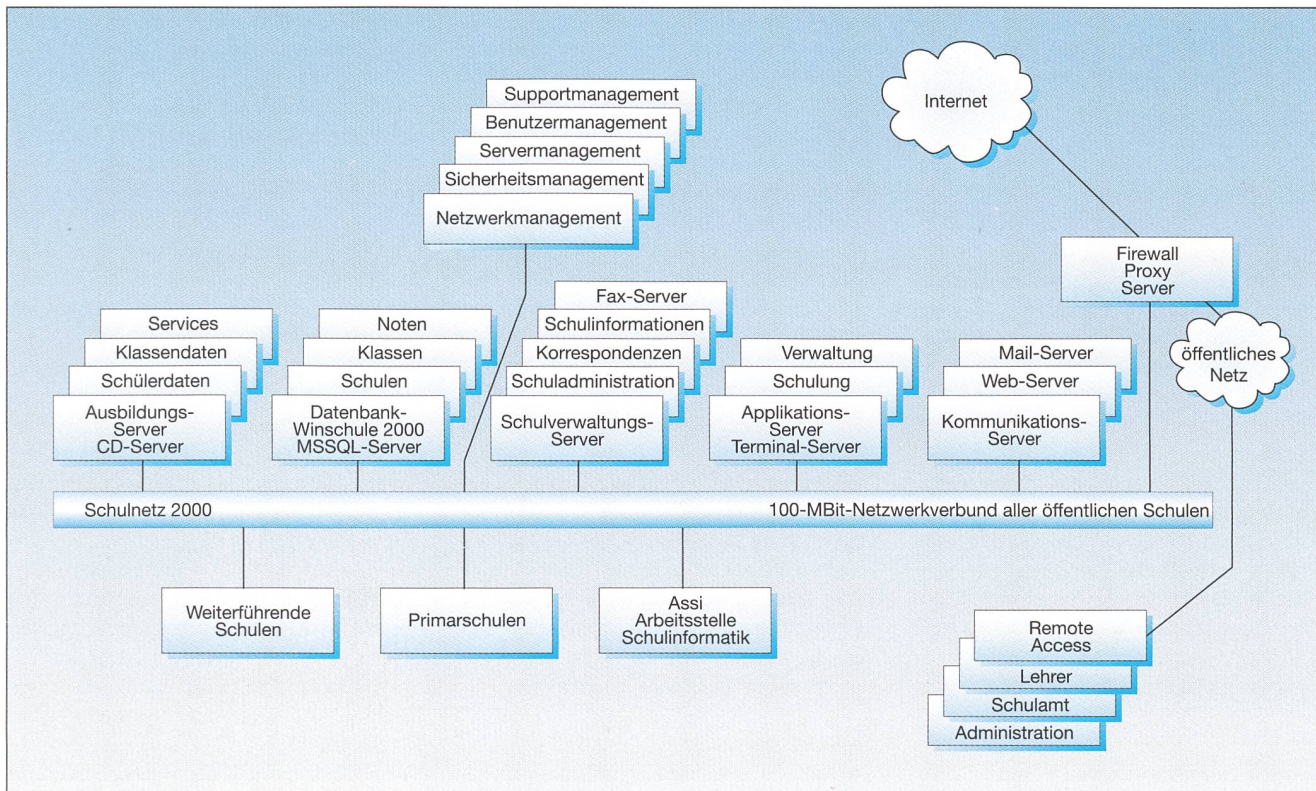 Supportmanagement
Benutzermanagement
Servermanagement
Sicherheitsmanagement
Netzwerkmanagement
Internet
Firewall
Proxy
Server
öffentliches
Netz
Services
Klassendaten
Schülerdaten
Ausbildungs-
Server
CD-Server
Noten
Klassen
Schulen
Datenbank-
Winschule 2000
MSSQL-Server
Fax-Server
Schulinformationen
Korrespondenzen
Schuladministration
Schulverwaltungs-
Server
Verwaltung
Schulung
Applikations-
Server
Terminal-Server
Mail-Server
Web-Server
Kommunikations-
Server
Schulnetz 2000
100-MBit-Netzwerkverbund aller öffentlichen Schulen
Weiterführende
Schulen
Primarschulen
Assi
Arbeitsstelle
Schulinformatik
Remote
Access
Lehrer
Schulamt
Administration